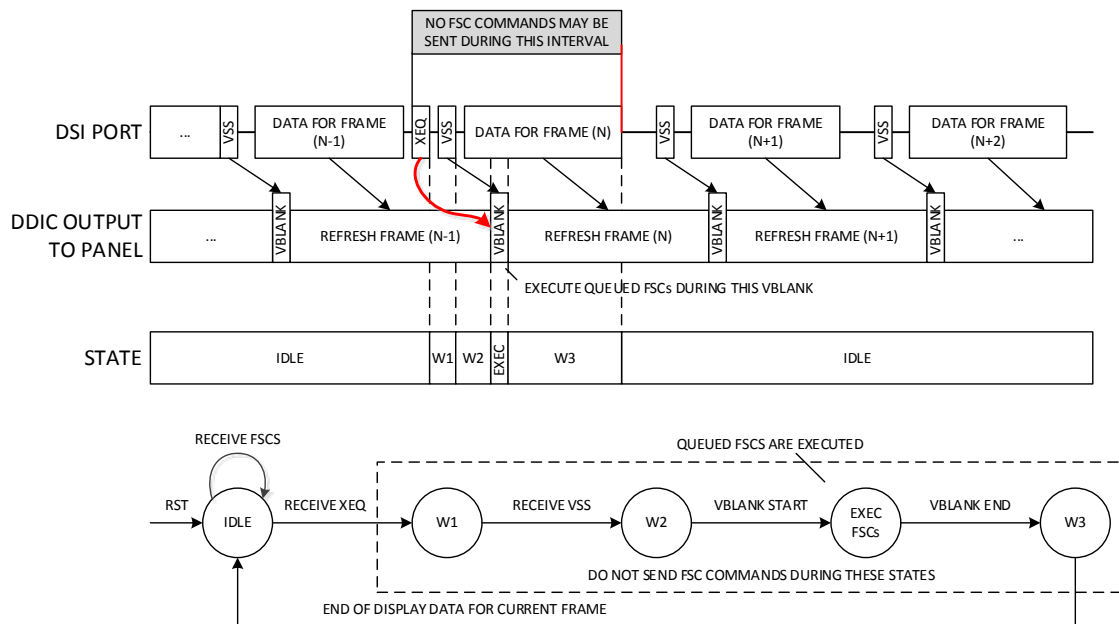 NO FSC COMMANDS MAY BE
SENT DURING THIS INTERVAL
DSI PORT
...
VSS
DATA FOR FRAME
(N-1)
XEQ
VSS
DATA FOR FRAME (N)
VSS
DATA FOR FRAME
(N+1)
VSS
DATA FOR FRAME
(N+2)
DDIC OUTPUT
TO PANEL
...
VBLANK
REFRESH FRAME (N-1)
VBLANK
REFRESH FRAME (N)
VBLANK
REFRESH FRAME (N+1)
VBLANK
...
EXECUTE QUEUED FSCs DURING THIS VBLANK
STATE
IDLE
W1
W2
EXEC
W3
IDLE
RECEIVE FSCS
QUEUED FSCS ARE EXECUTED
RST
IDLE
RECEIVE XEQ
W1
RECEIVE VSS
W2
VBLANK START
EXEC
FSCs
VBLANK END
W3
DO NOT SEND FSC COMMANDS DURING THESE STATES
END OF DISPLAY DATA FOR CURRENT FRAME